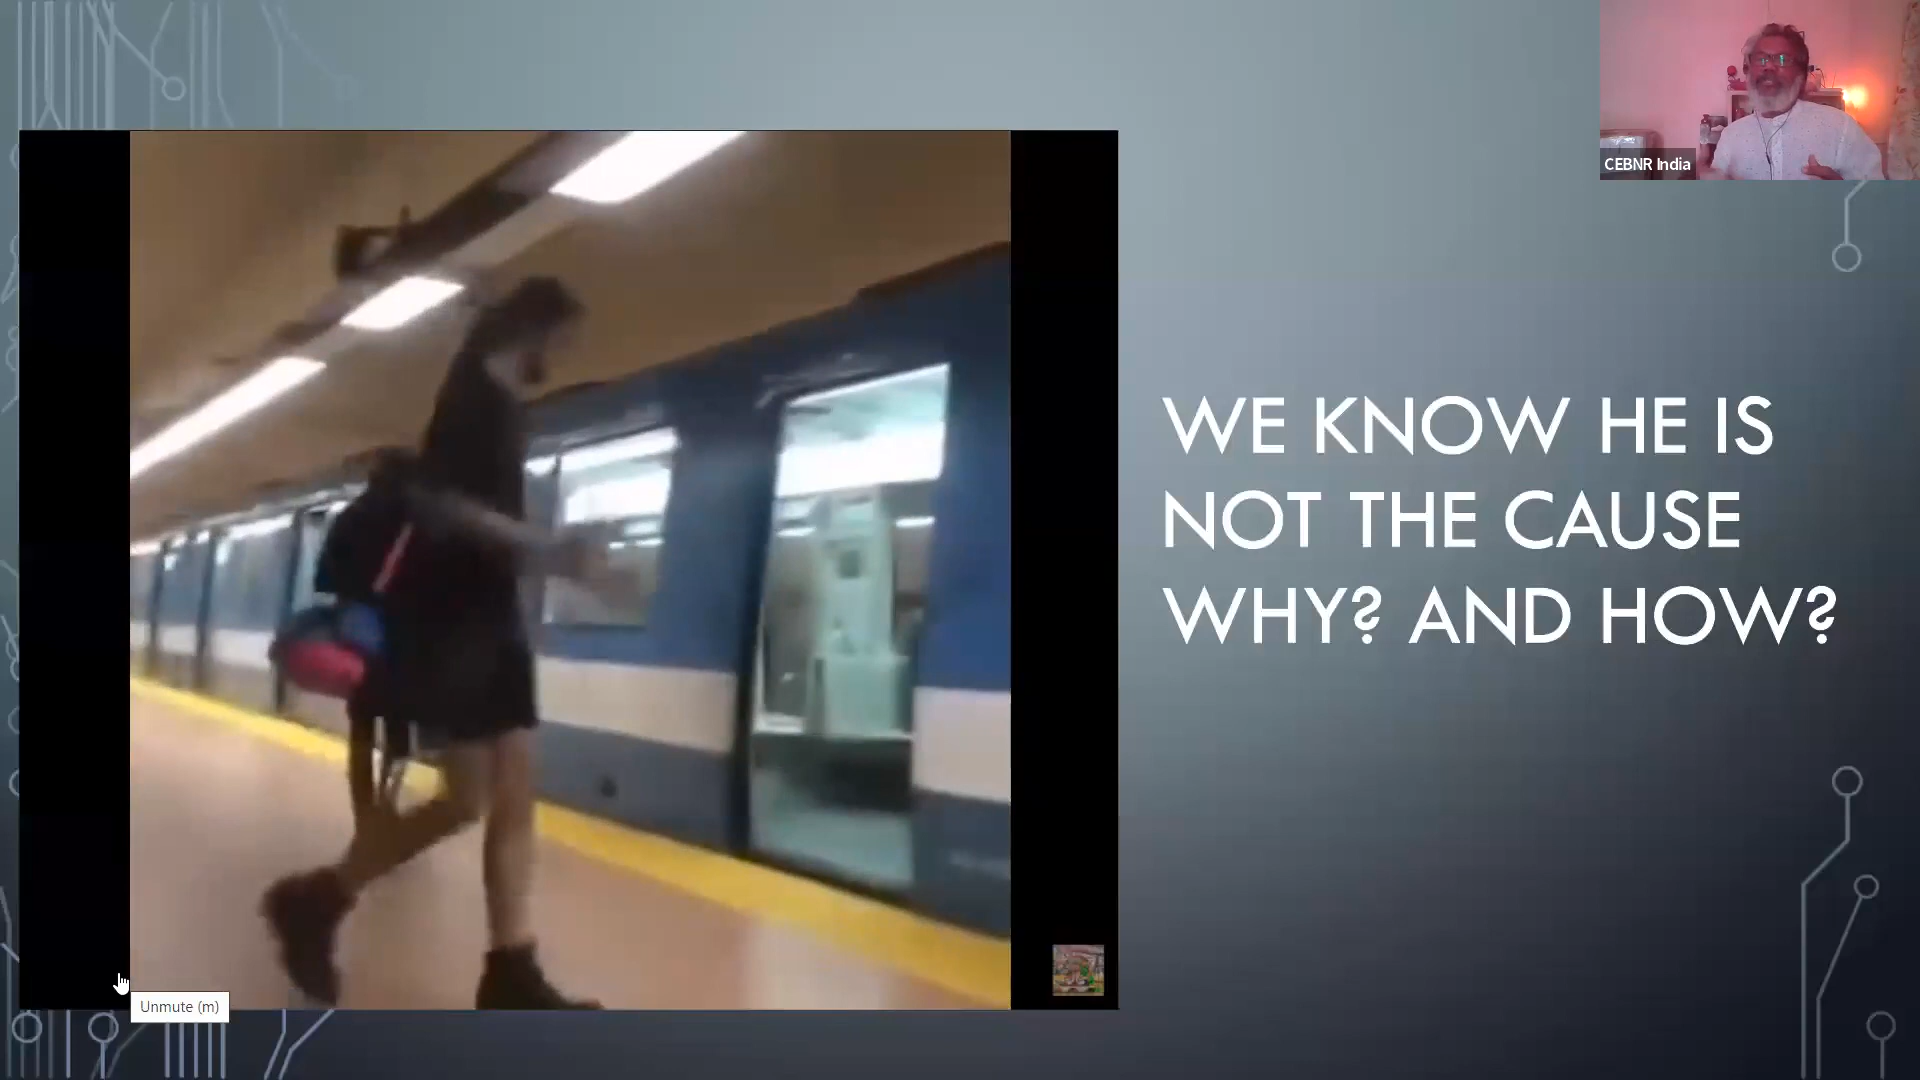 CEBNR India
WE KNOW HE IS
NOT THE CAUSE
WHY? AND HOW?
Unmute (m)